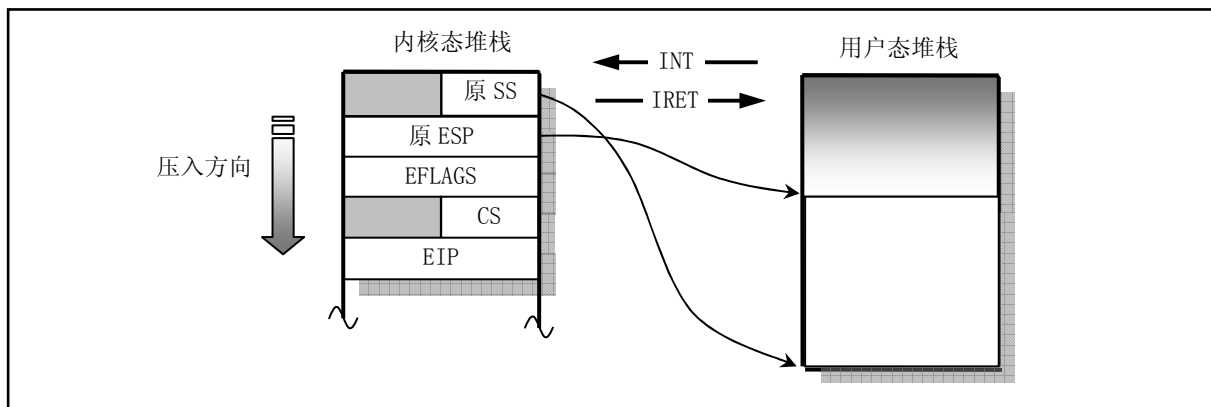 内核态堆栈
用户态堆栈
INT
IRET
原 SS
原 ESP
EFLAGS
CS
EIP
压入方向